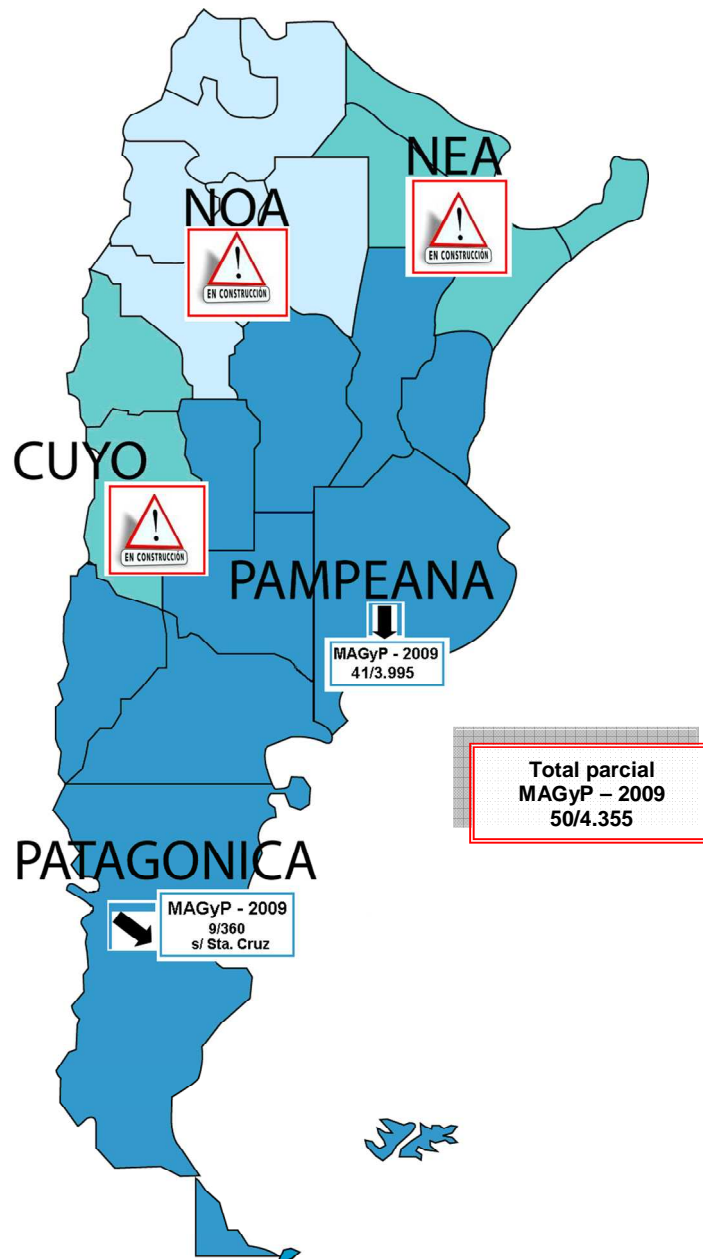 NEA
EN CONSTRUCCIÓN
NOA
EN CONSTRUCCIÓN
CUYO
EN CONSTRUCCIÓN
PAMPEANA
MAGyP - 2009
41/3.995
Total parcial
MAGyP – 2009
50/4.355
PATAGONICA
MAGyP - 2009
9/360
s/ Sta. Cruz